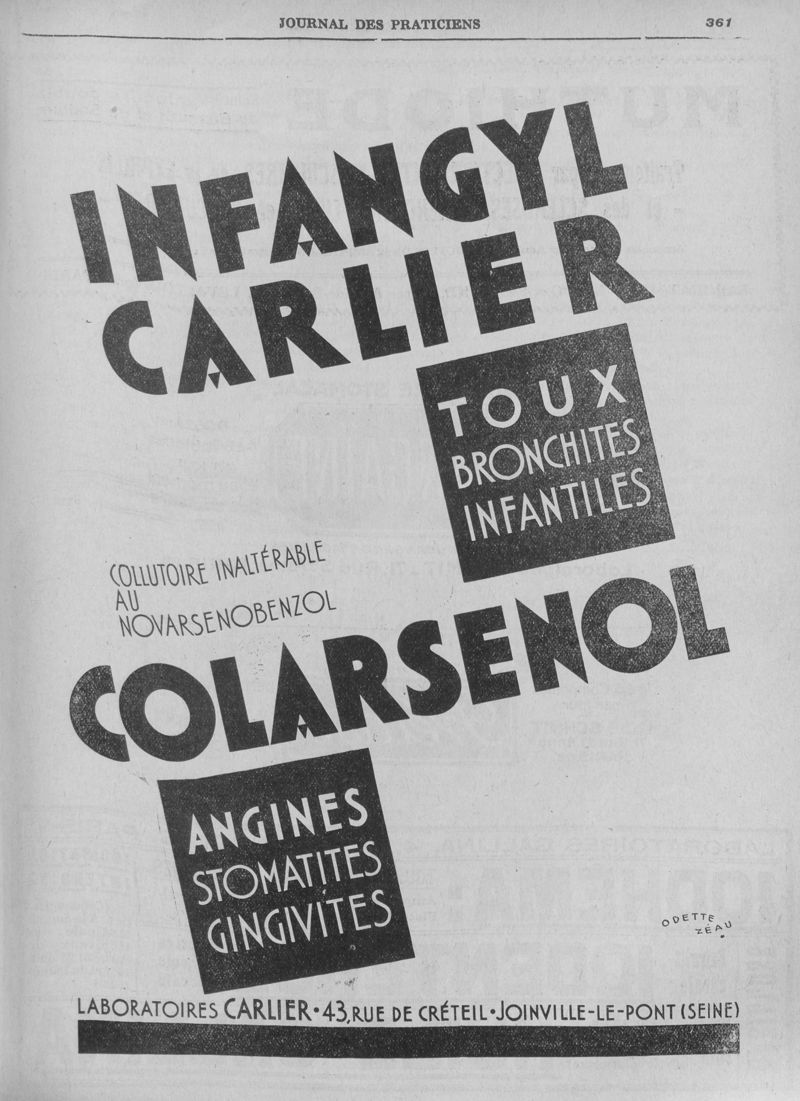 JOURNAL DES PRATICIENS 361
INFANGYL
CARLIER
TOUX
BRONCHITES
INFANTILES
COLLUTOIRE INALTÉRABLE
AU
NOVARSENOBENZOL
COLARSENOL
ANGINES
STOMATITES
GINGIVITES
ODETTE
ZÉAU
LABORATOIRES CARLIER·43, RUE DE CRÉTEIL·JOINVILLE-LE-PONT (SEINE)